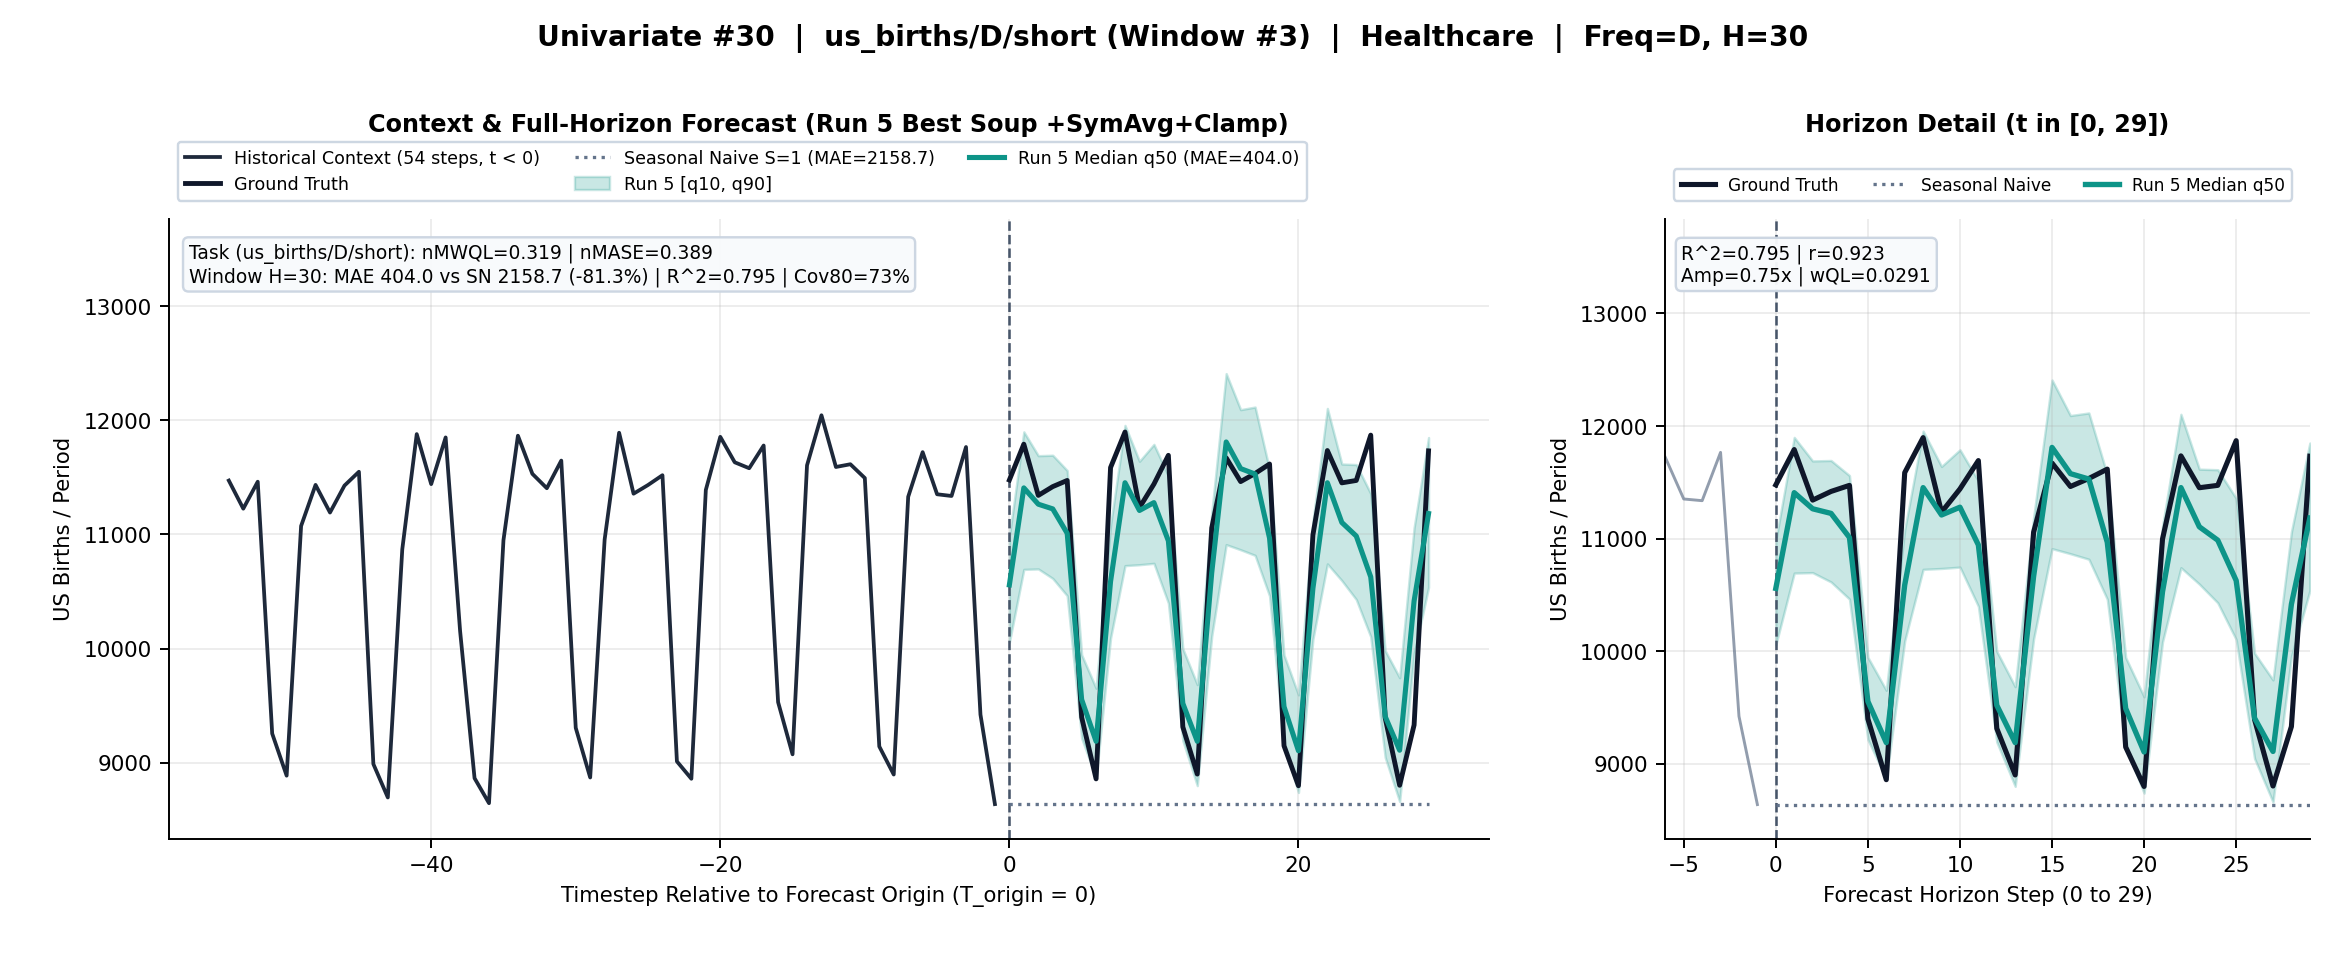 Univariate #30 | us_births/D/short (Window #3) | Healthcare | Freq=D, H=30
Context & Full-Horizon Forecast (Run 5 Best Soup +SymAvg+Clamp)
Historical Context (54 steps, t < 0)
Ground Truth
Seasonal Naive S=1 (MAE=2158.7)
Run 5 [q10, q90]
Run 5 Median q50 (MAE=404.0)
Task (us_births/D/short): nMWQL=0.319 | nMASE=0.389
Window H=30: MAE 404.0 vs SN 2158.7 (-81.3%) | R^2=0.795 | Cov80=73%
13000
12000
11000
10000
9000
US Births / Period
−40
−20
0
20
Timestep Relative to Forecast Origin (T_origin = 0)
Horizon Detail (t in [0, 29])
Ground Truth
Seasonal Naive
Run 5 Median q50
R^2=0.795 | r=0.923
Amp=0.75x | wQL=0.0291
13000
12000
11000
10000
9000
US Births / Period
−5
0
5
10
15
20
25
Forecast Horizon Step (0 to 29)